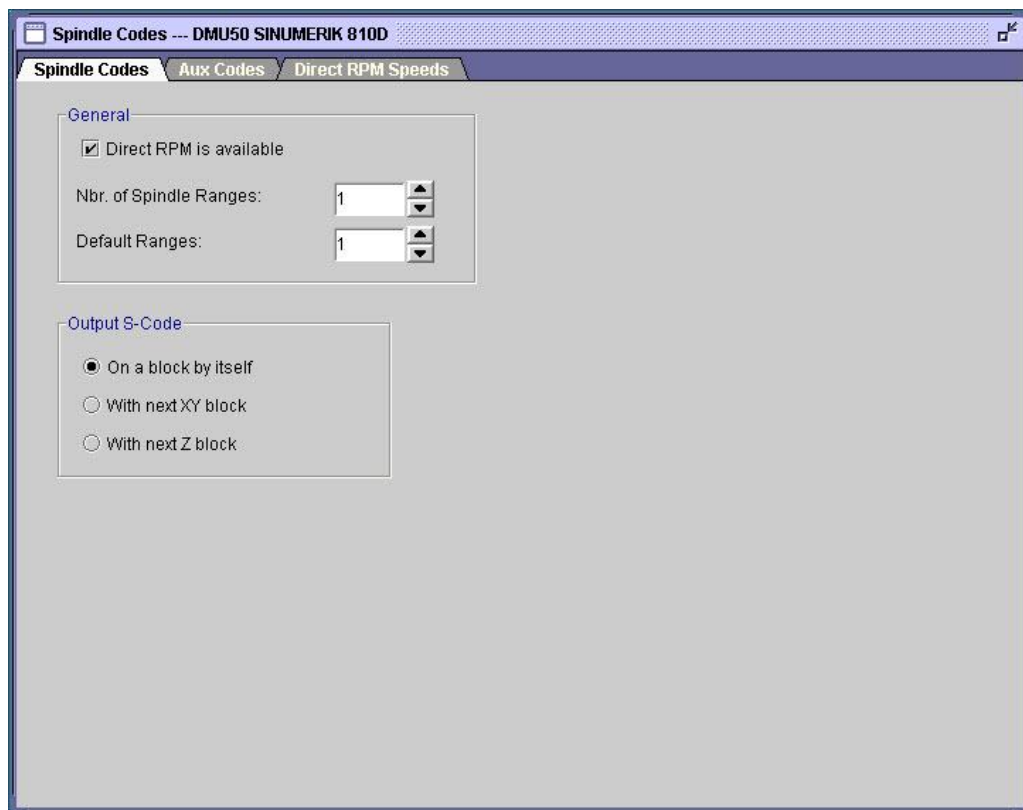 Spindle Codes --- DMU50 SINUMERIK 810D
Spindle Codes Aux Codes Direct RPM Speeds
General
Direct RPM is available
Nbr. of Spindle Ranges: 1
Default Ranges: 1
Output S-Code
On a block by itself
With next XY block
With next Z block